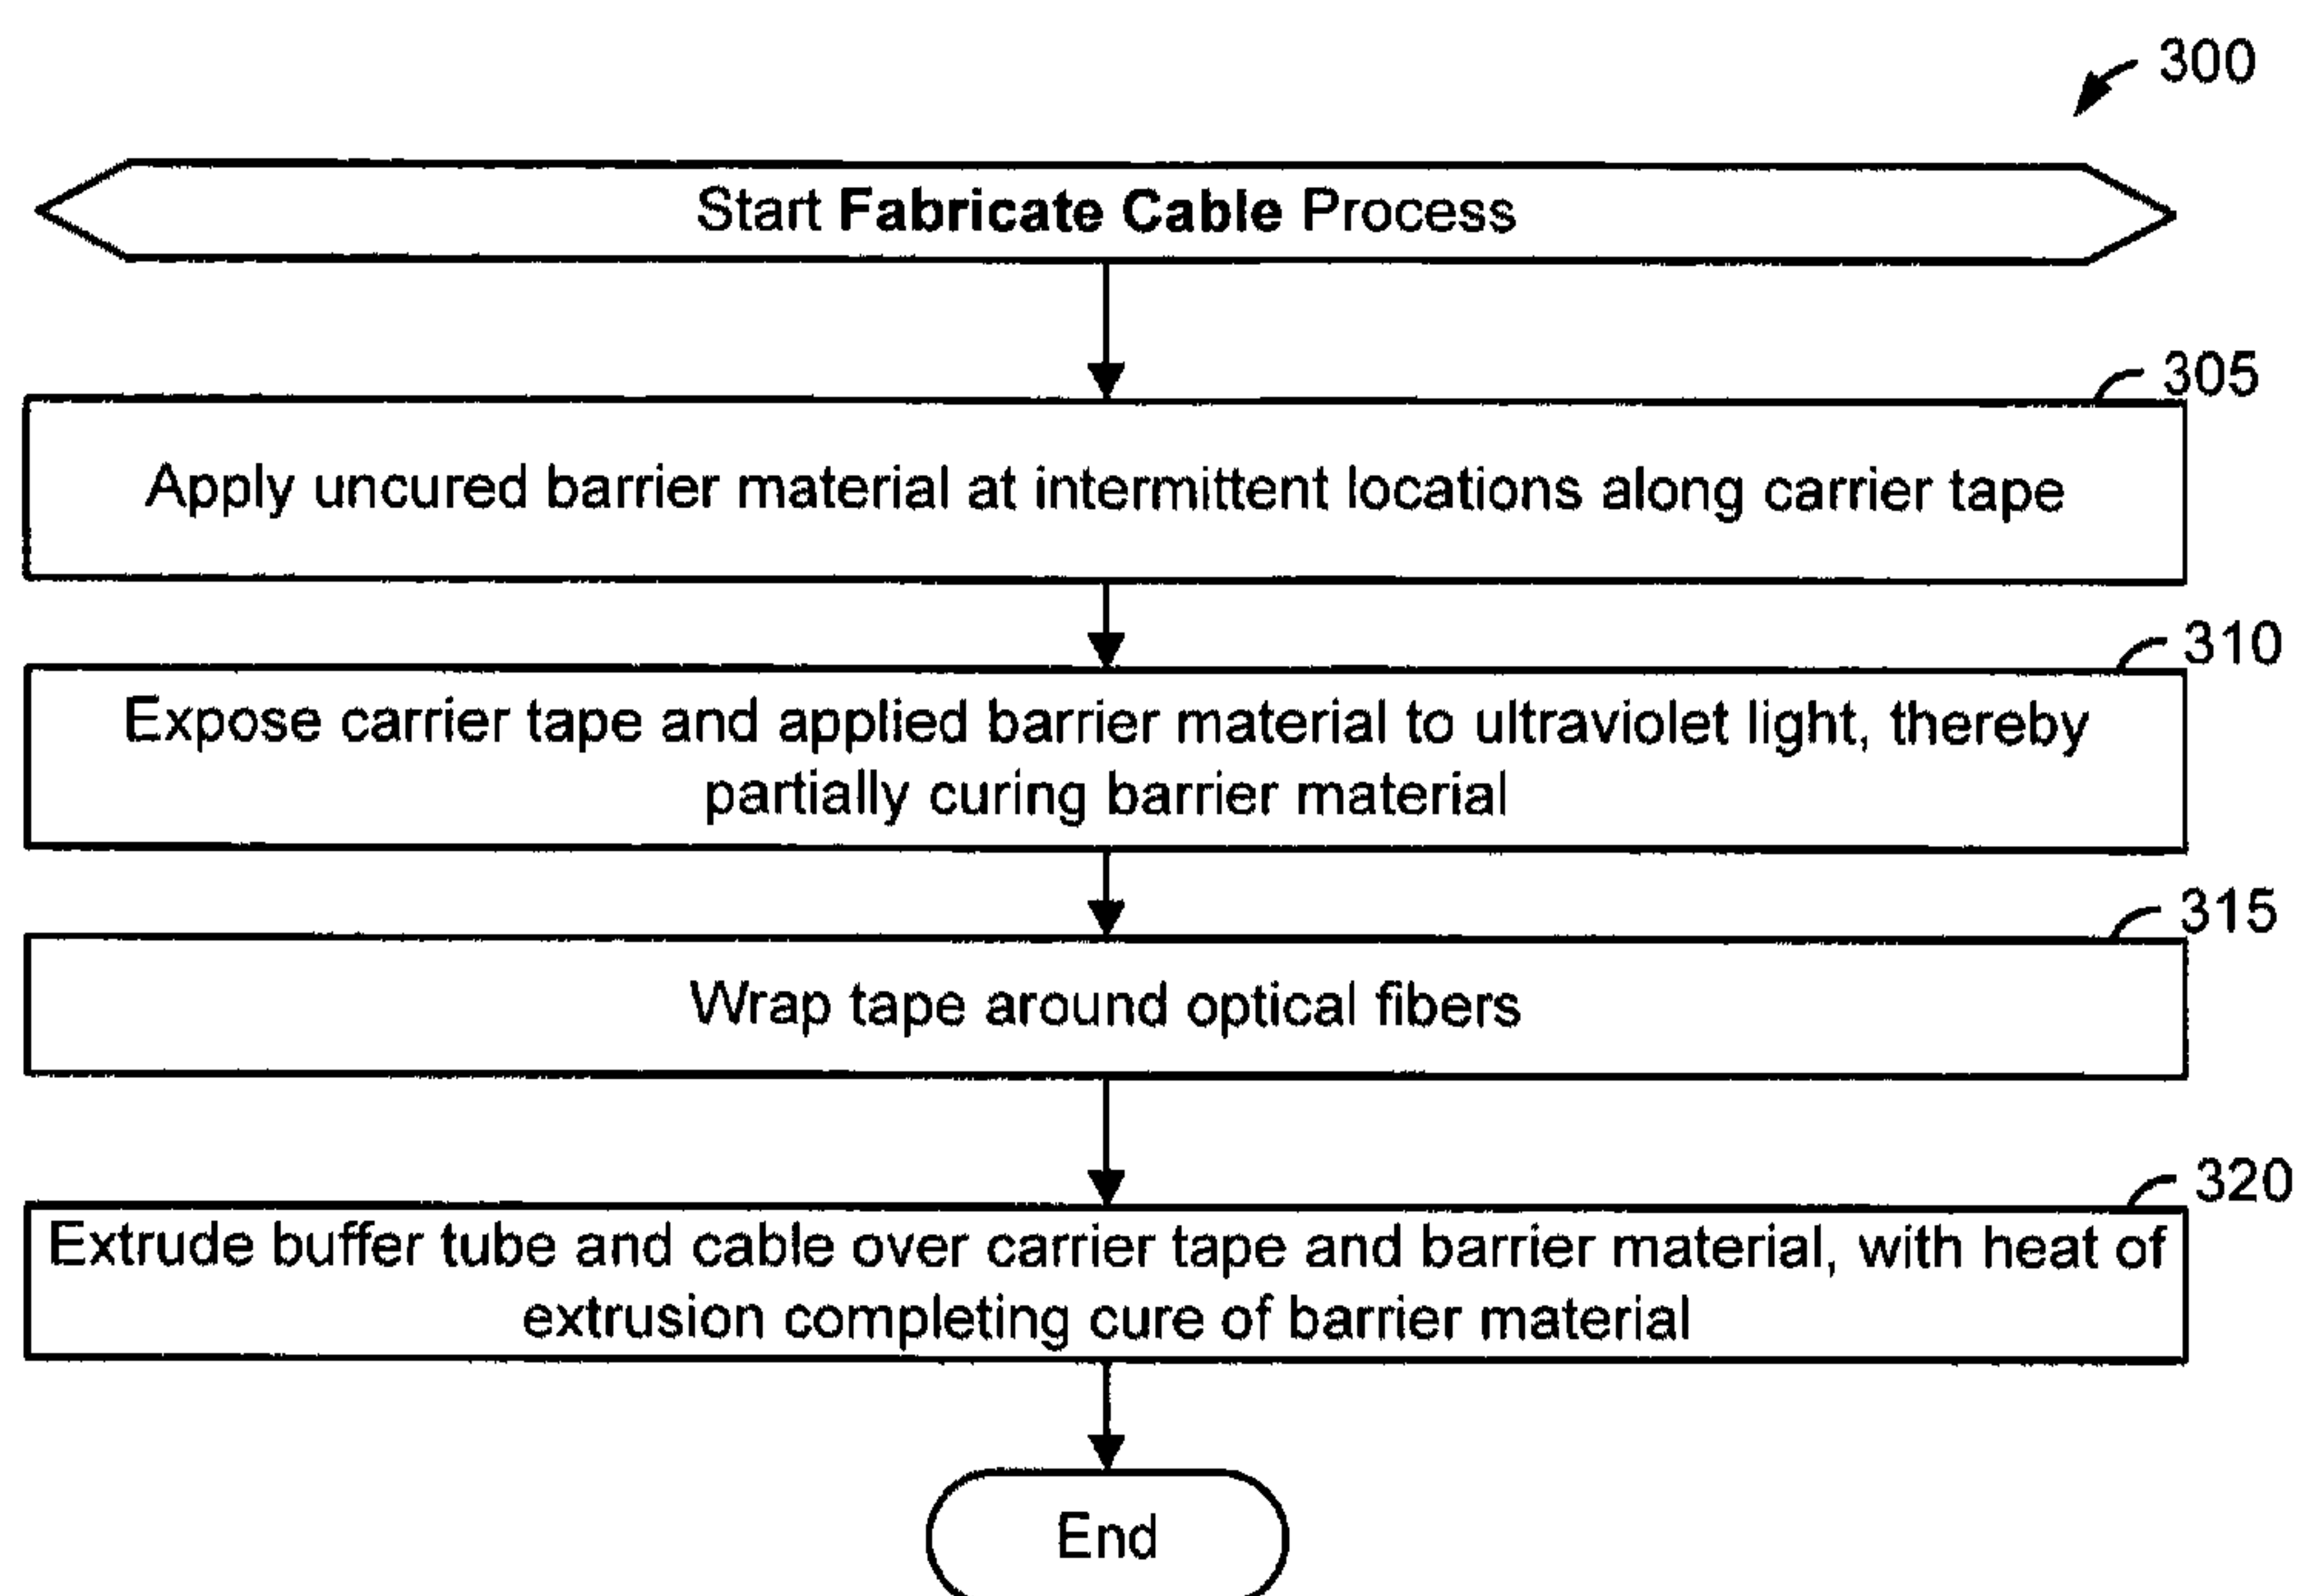 300
Start Fabricate Cable Process
305
Apply uncured barrier material at intermittent locations along carrier tape
310
Expose carrier tape and applied barrier material to ultraviolet light, thereby
partially curing barrier material
315
Wrap tape around optical fibers
320
Extrude buffer tube and cable over carrier tape and barrier material, with heat of
extrusion completing cure of barrier material
End